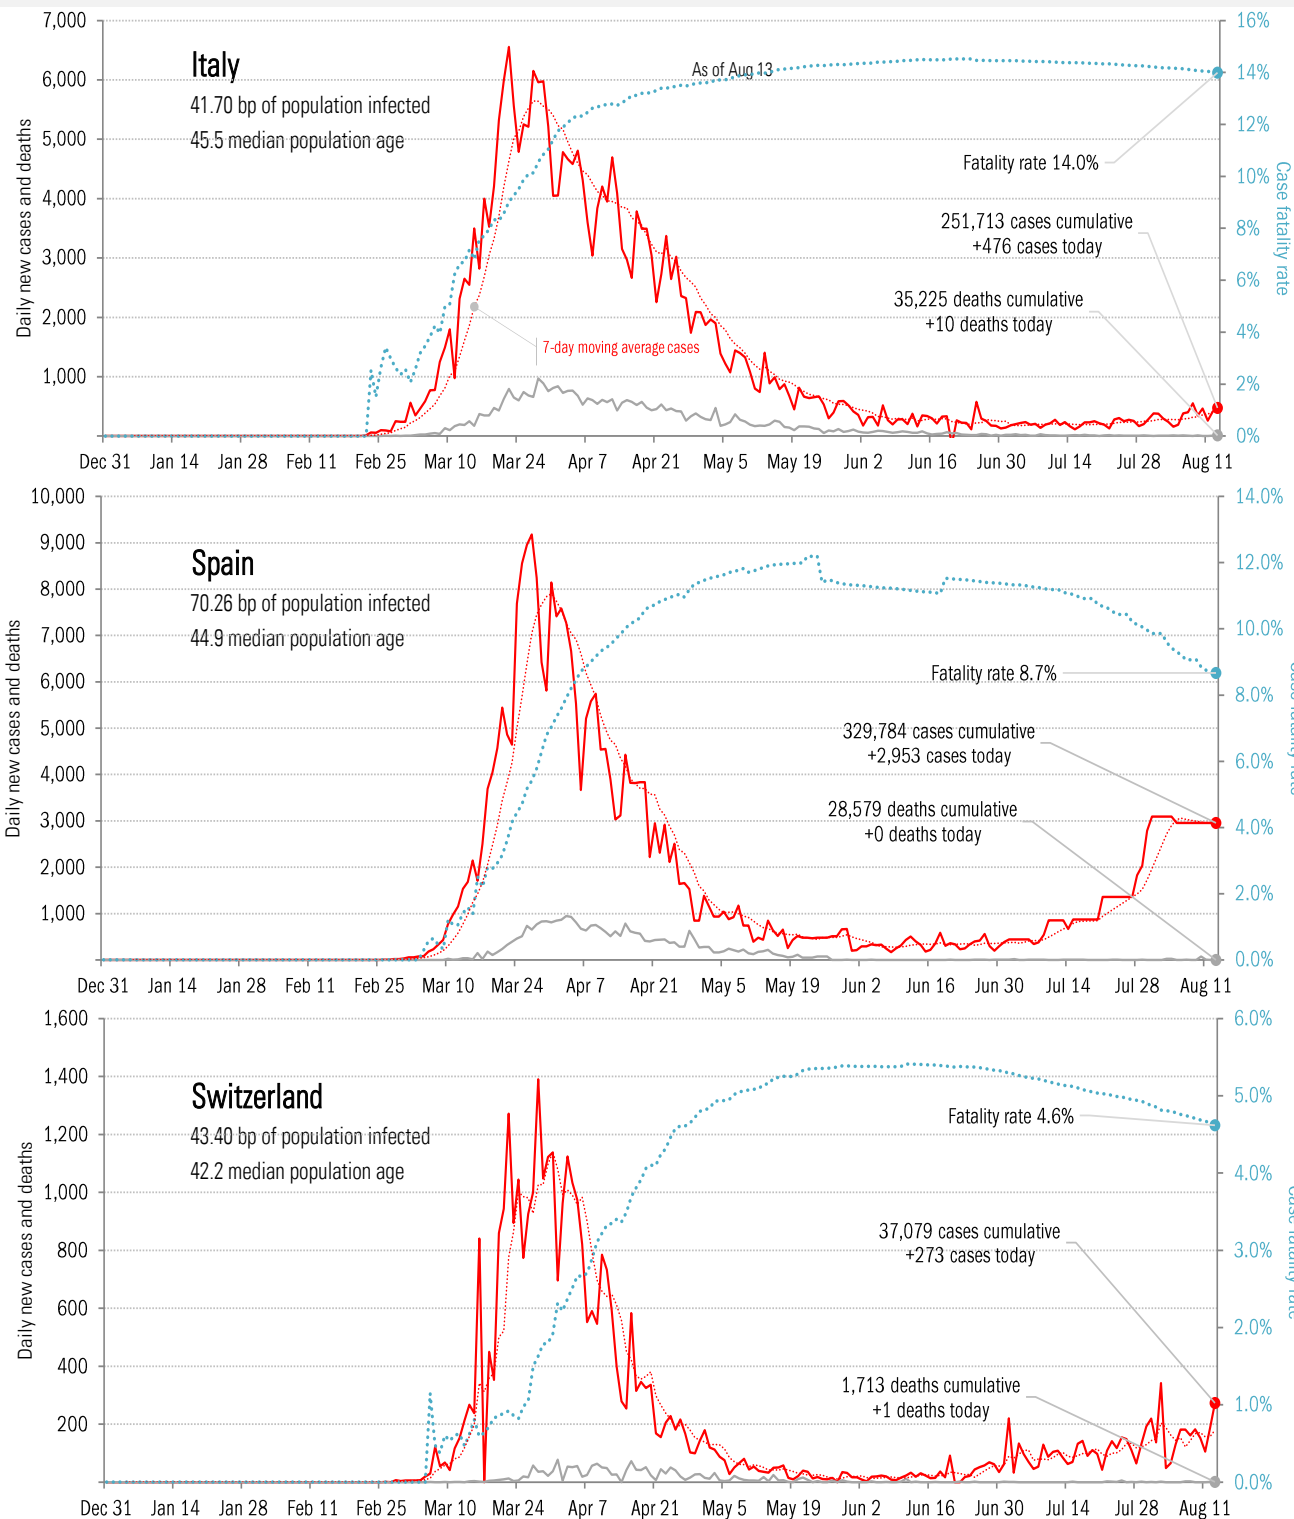 7,000
6,000
5,000
4,000
3,000
2,000
1,000
Daily new cases and deaths
Italy
41.70 bp of population infected
45.5 median population age
As of Aug 13
Fatality rate 14.0%
251,713 cases cumulative
+476 cases today
35,225 deaths cumulative
+10 deaths today
7-day moving average cases
16%
14%
12%
10%
8%
6%
4%
2%
0%
Case fatality rate
Dec 31 Jan 14 Jan 28 Feb 11 Feb 25 Mar 10 Mar 24 Apr 7 Apr 21 May 5 May 19 Jun 2 Jun 16 Jun 30 Jul 14 Jul 28 Aug 11
10,000
9,000
8,000
7,000
6,000
5,000
4,000
3,000
2,000
1,000
Daily new cases and deaths
Spain
70.26 bp of population infected
44.9 median population age
Fatality rate 8.7%
329,784 cases cumulative
+2,953 cases today
28,579 deaths cumulative
+0 deaths today
14.0%
12.0%
10.0%
8.0%
6.0%
4.0%
2.0%
0.0%
Dec 31 Jan 14 Jan 28 Feb 11 Feb 25 Mar 10 Mar 24 Apr 7 Apr 21 May 5 May 19 Jun 2 Jun 16 Jun 30 Jul 14 Jul 28 Aug 11
1,600
1,400
1,200
1,000
800
600
400
200
Daily new cases and deaths
Switzerland
43.40 bp of population infected
42.2 median population age
Fatality rate 4.6%
37,079 cases cumulative
+273 cases today
1,713 deaths cumulative
+1 deaths today
6.0%
5.0%
4.0%
3.0%
2.0%
1.0%
0.0%
Dec 31 Jan 14 Jan 28 Feb 11 Feb 25 Mar 10 Mar 24 Apr 7 Apr 21 May 5 May 19 Jun 2 Jun 16 Jun 30 Jul 14 Jul 28 Aug 11